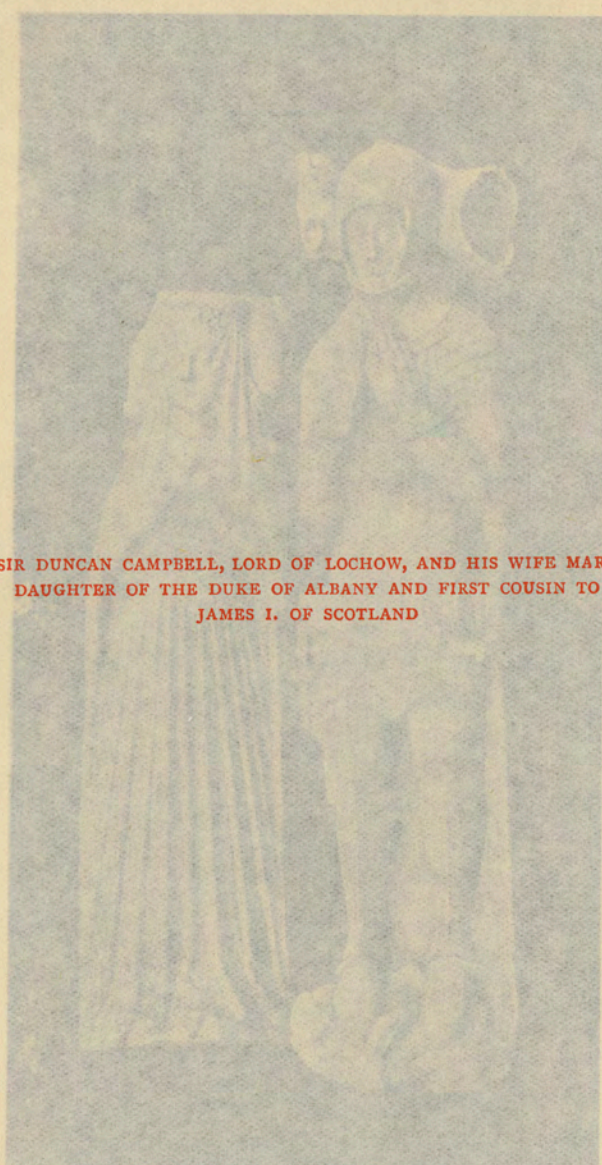 SIR DUNCAN CAMPBELL, LORD OF LOCHOW, AND HIS WIFE
DAUGHTER OF THE DUKE OF ALBANY AND FIRST COUSIN TO
JAMES I. OF SCOTLAND